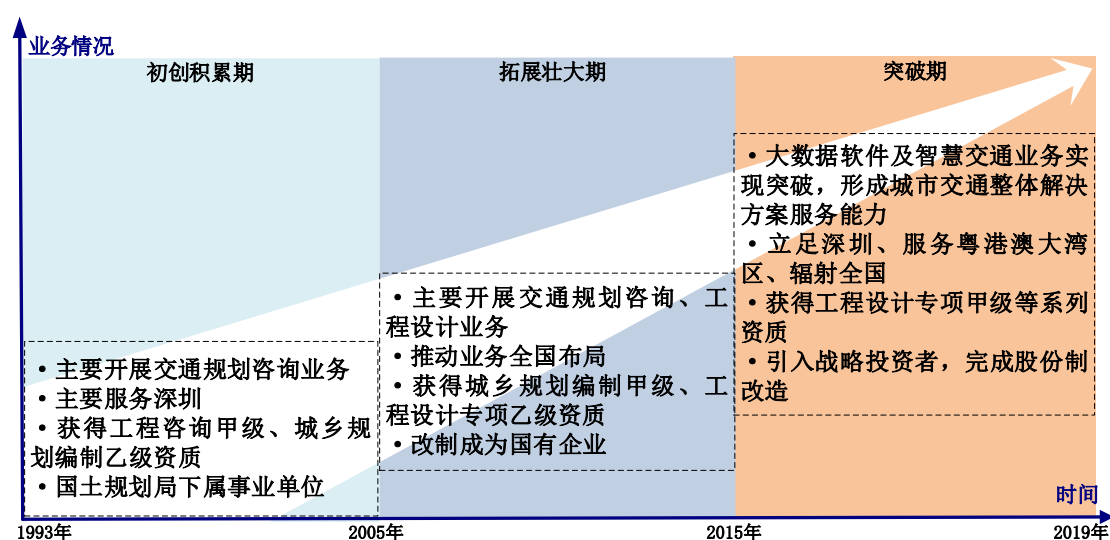 业务情况
初创积累期
拓展壮大期
突破期
·主要开展交通规划咨询业务
·主要服务深圳
·获得工程咨询甲级、城乡规
划编制乙级资质
·国土规划局下属事业单位
·主要开展交通规划咨询、工
程设计业务
·推动业务全国布局
·获得城乡规划编制甲级、工
程设计专项乙级资质
·改制成为国有企业
·大数据软件及智慧交通业务实
现突破，形成城市交通整体解决
方案服务能力
·立足深圳、服务粤港澳大湾
区、辐射全国
·获得工程设计专项甲级等系列
资质
·引入战略投资者，完成股份制
改造
时间
1993年
2005年
2015年
2019年